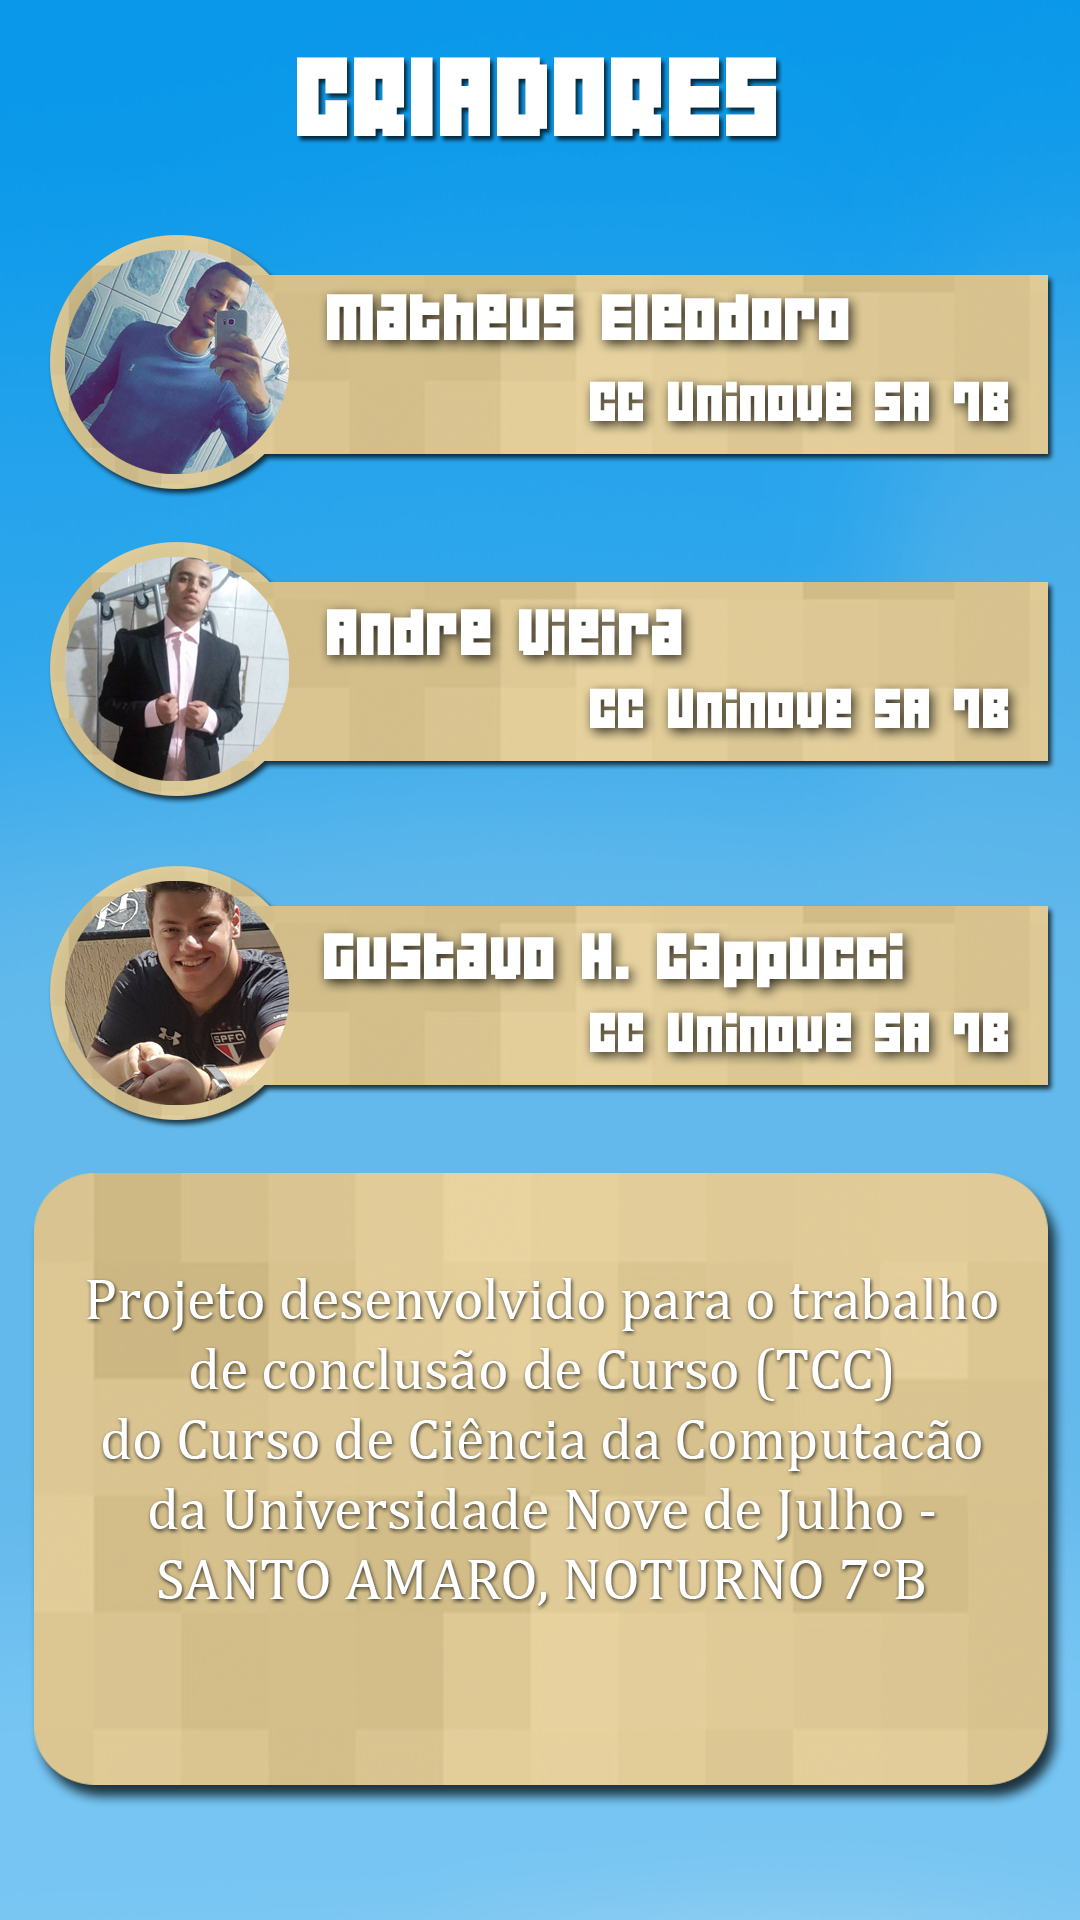 CRIADORES
Matheus Eleodoro
CC Uninove SA 7B
Andre Vieira
CC Uninove SA 7B
SPFC
Gustavo H. Cappucci
CC Uninove SA 7B
Projeto desenvolvido para o trabalho
de conclusão de Curso (TCC)
do Curso de Ciência da Computacão
da Universidade Nove de Julho -
SANTO AMARO, NOTURNO 7°B